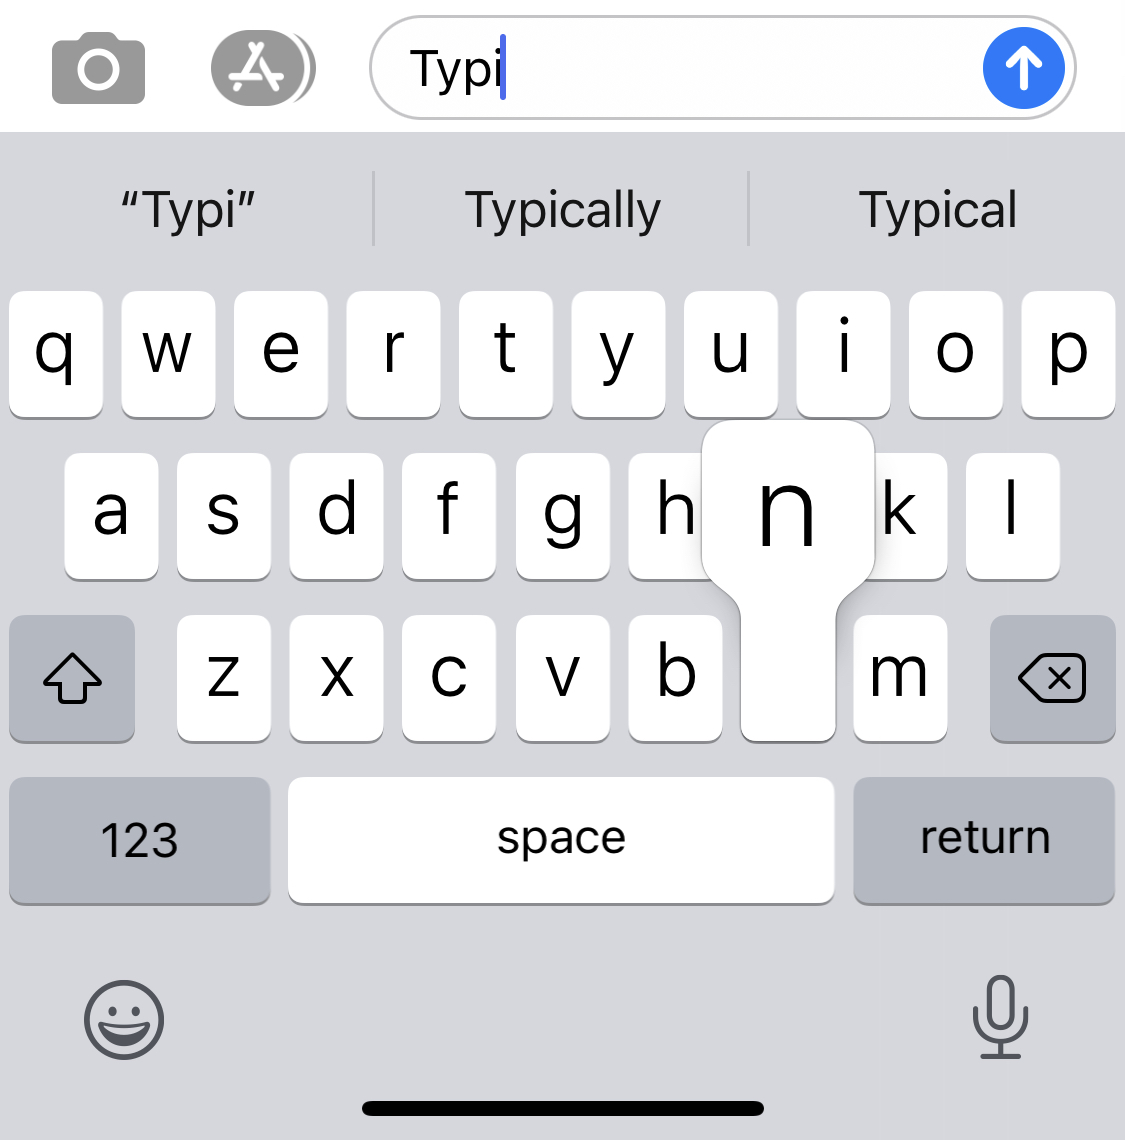 Typi
“Typi” Typically Typical
q w e r t y u i o p
a s d f g h n k l
z x c v b m
123 space return